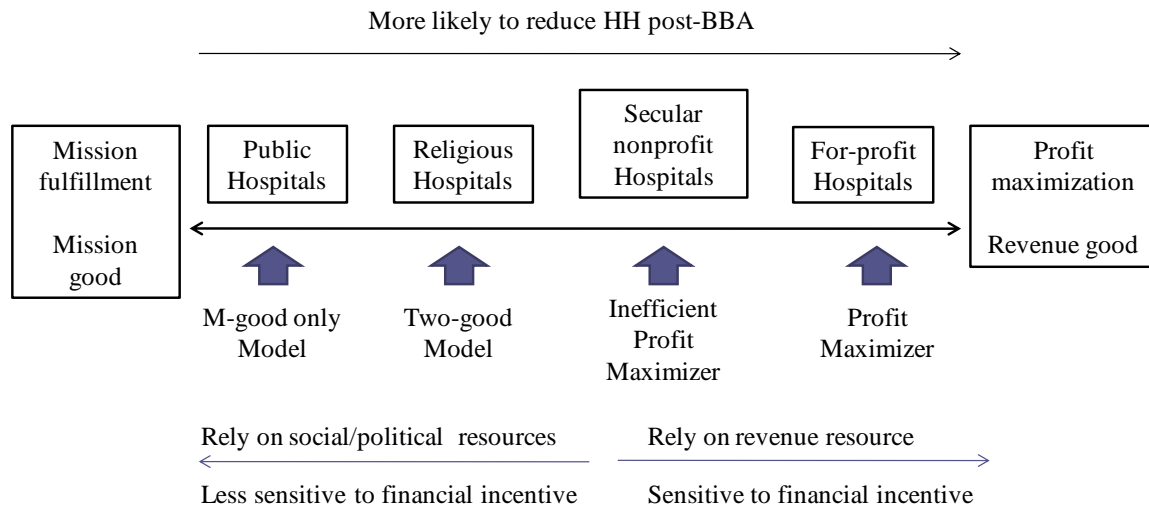 More likely to reduce HH post-BBA
Mission
fulfillment
Mission
good
Public
Hospitals
Religious
Hospitals
Secular
nonprofit
Hospitals
For-profit
Hospitals
Profit
maximization
Revenue good
M-good only
Model
Two-good
Model
Inefficient
Profit
Maximizer
Profit
Maximizer
Rely on social/political resources
Less sensitive to financial incentive
Rely on revenue resource
Sensitive to financial incentive